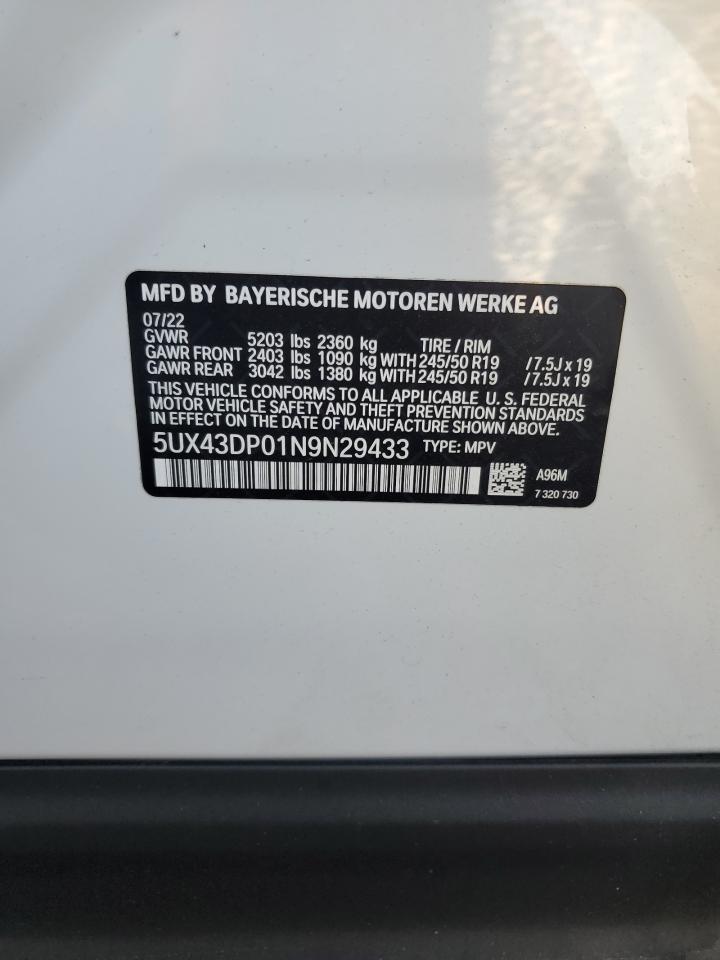 MFD BY BAYERISCHE MOTOREN WERKE AG
07/22
GVWR 5203 lbs 2360 kg TIRE / RIM
GAWR FRONT 2403 lbs 1090 kg WITH 245/50 R19 /7.5J x 19
GAWR REAR 3042 lbs 1380 kg WITH 245/50 R19 /7.5J x 19
THIS VEHICLE CONFORMS TO ALL APPLICABLE U. S. FEDERAL
MOTOR VEHICLE SAFETY AND THEFT PREVENTION STANDARDS
IN EFFECT ON THE DATE OF MANUFACTURE SHOWN ABOVE.
5UX43DP01N9N29433 TYPE: MPV
A96M
7 320 730